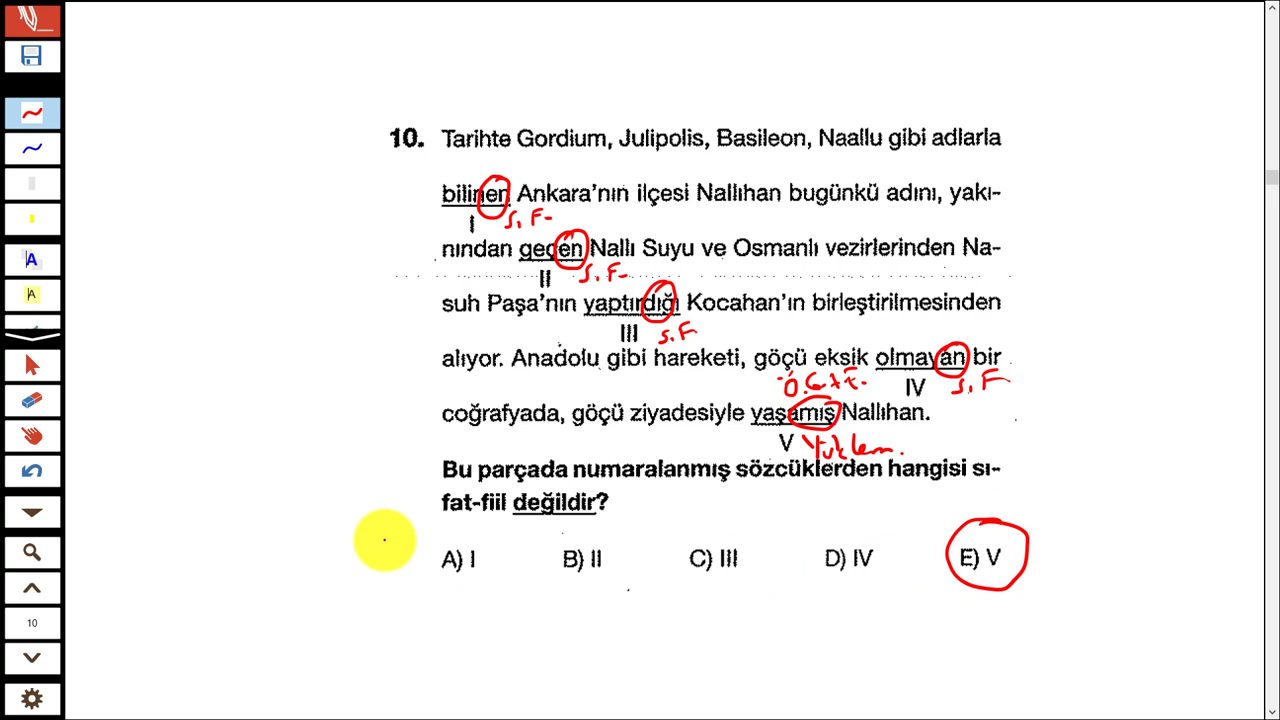 10. Tarihte Gordium, Julipolis, Basileon, Naallu gibi adlarla
bilinen Ankara'nın ilçesi Nallıhan bugünkü adını, yakı-
I S.F-
nından geçen Nallı Suyu ve Osmanlı vezirlerinden Na-
II S.F-
suh Paşa'nın yaptırdığı Kocahan'ın birleştirilmesinden
III S.F
alıyor. Anadolu gibi hareketi, göçü eksik olmayan bir
IV S.F
coğrafyada, göçü ziyadesiyle yaşamış Nallıhan.
V Yüklem.
Bu parçada numaralanmış sözcüklerden hangisi sı-
fat-fiil değildir?
A) I B) II C) III D) IV E) V
A
A
10